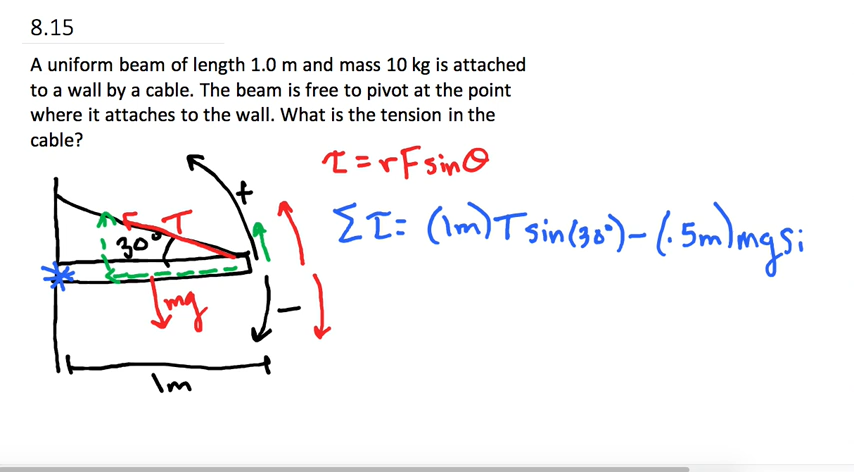 8.15
A uniform beam of length 1.0 m and mass 10 kg is attached
to a wall by a cable. The beam is free to pivot at the point
where it attaches to the wall. What is the tension in the
cable?
τ = rF sinθ
+
Στ = (1m)T sin(30°) – (.5m)mg si
T
30°
mg
–
1m